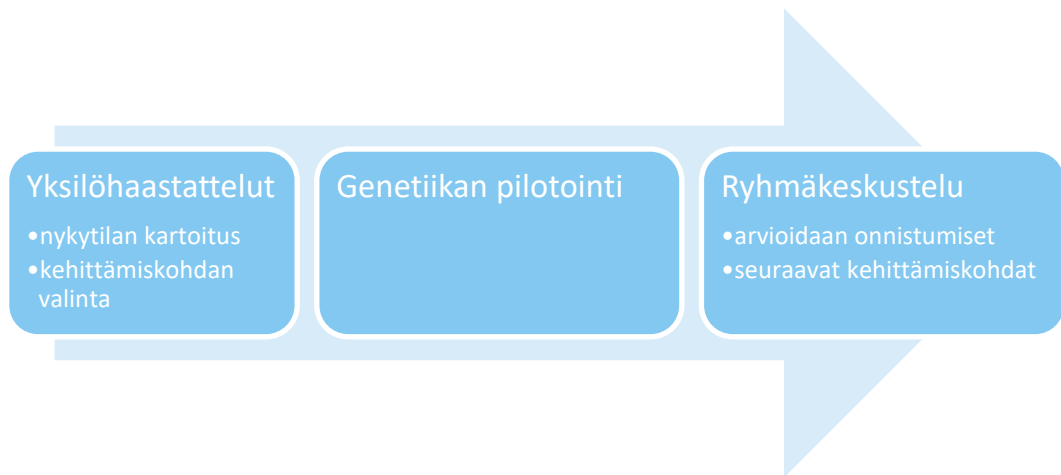 Yksilöhaastattelut
•nykytilan kartoitus
•kehittämiskohdan
valinta
Genetiikan pilotointi
Ryhmäkeskustelu
•arvioidaan onnistumiset
•seuraavat kehittämiskohdat